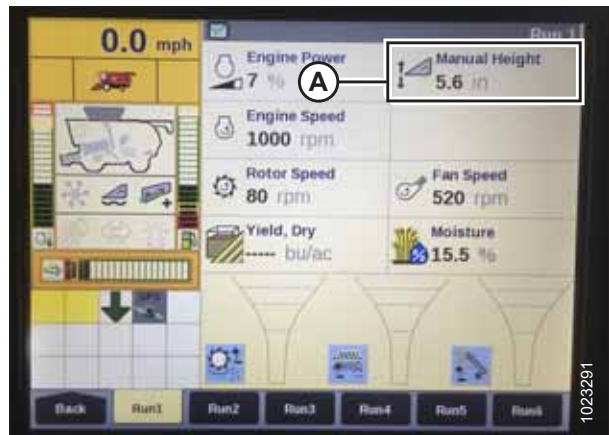 0.0 mph
Run 1
Engine Power
7 %
A
Manual Height
5.6 in
Engine Speed
1000 rpm
Rotor Speed
80 rpm
Fan Speed
520 rpm
Yield, Dry
----- bu/ac
Moisture
15.5 %
Back
Run1
Run2
Run3
Run4
Run5
Run6
1023291